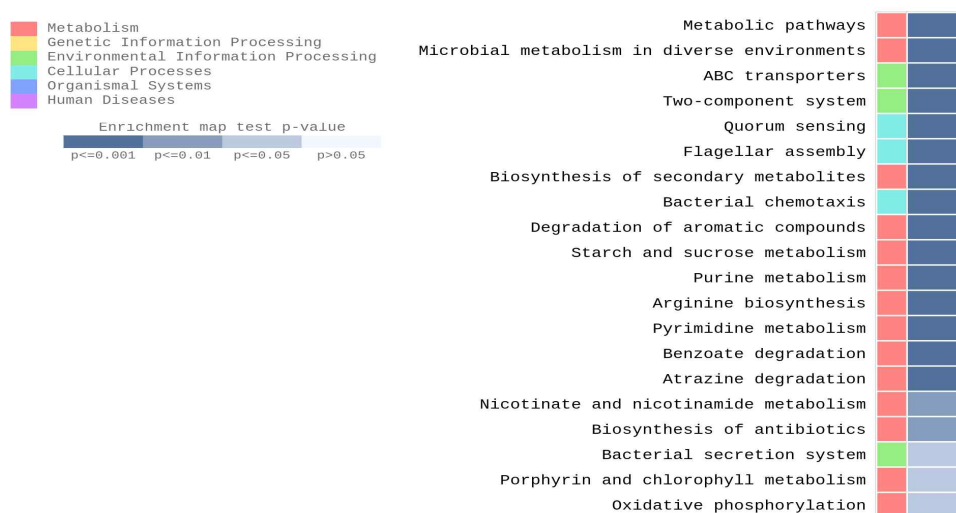 Metabolism
Genetic Information Processing
Environmental Information Processing
Cellular Processes
Organismal Systems
Human Diseases
Enrichment map test p-value
p<=0.001 p<=0.01 p<=0.05 p>0.05
Metabolic pathways
Microbial metabolism in diverse environments
ABC transporters
Two-component system
Quorum sensing
Flagellar assembly
Biosynthesis of secondary metabolites
Bacterial chemotaxis
Degradation of aromatic compounds
Starch and sucrose metabolism
Purine metabolism
Arginine biosynthesis
Pyrimidine metabolism
Benzoate degradation
Atrazine degradation
Nicotinate and nicotinamide metabolism
Biosynthesis of antibiotics
Bacterial secretion system
Porphyrin and chlorophyll metabolism
Oxidative phosphorylation